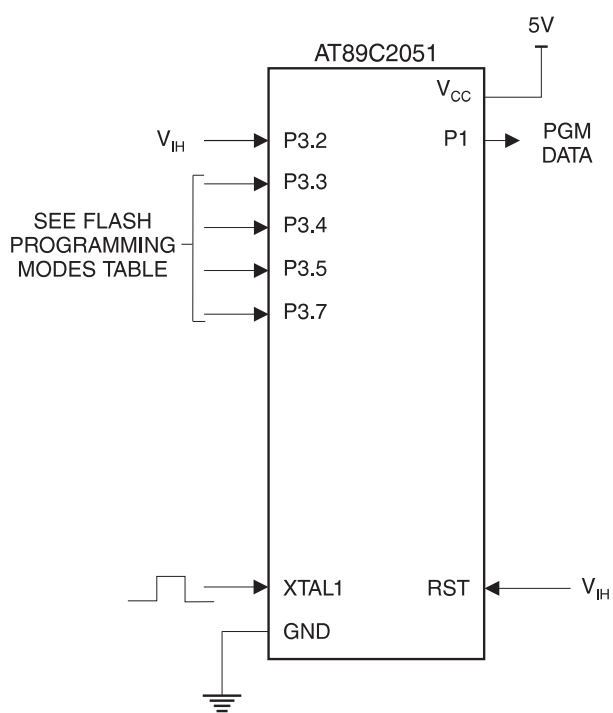 5V
AT89C2051
VCC
VIH
P3.2
P1
PGM
DATA
P3.3
SEE FLASH
PROGRAMMING
MODES TABLE
P3.4
P3.5
P3.7
XTAL1
RST
VIH
GND